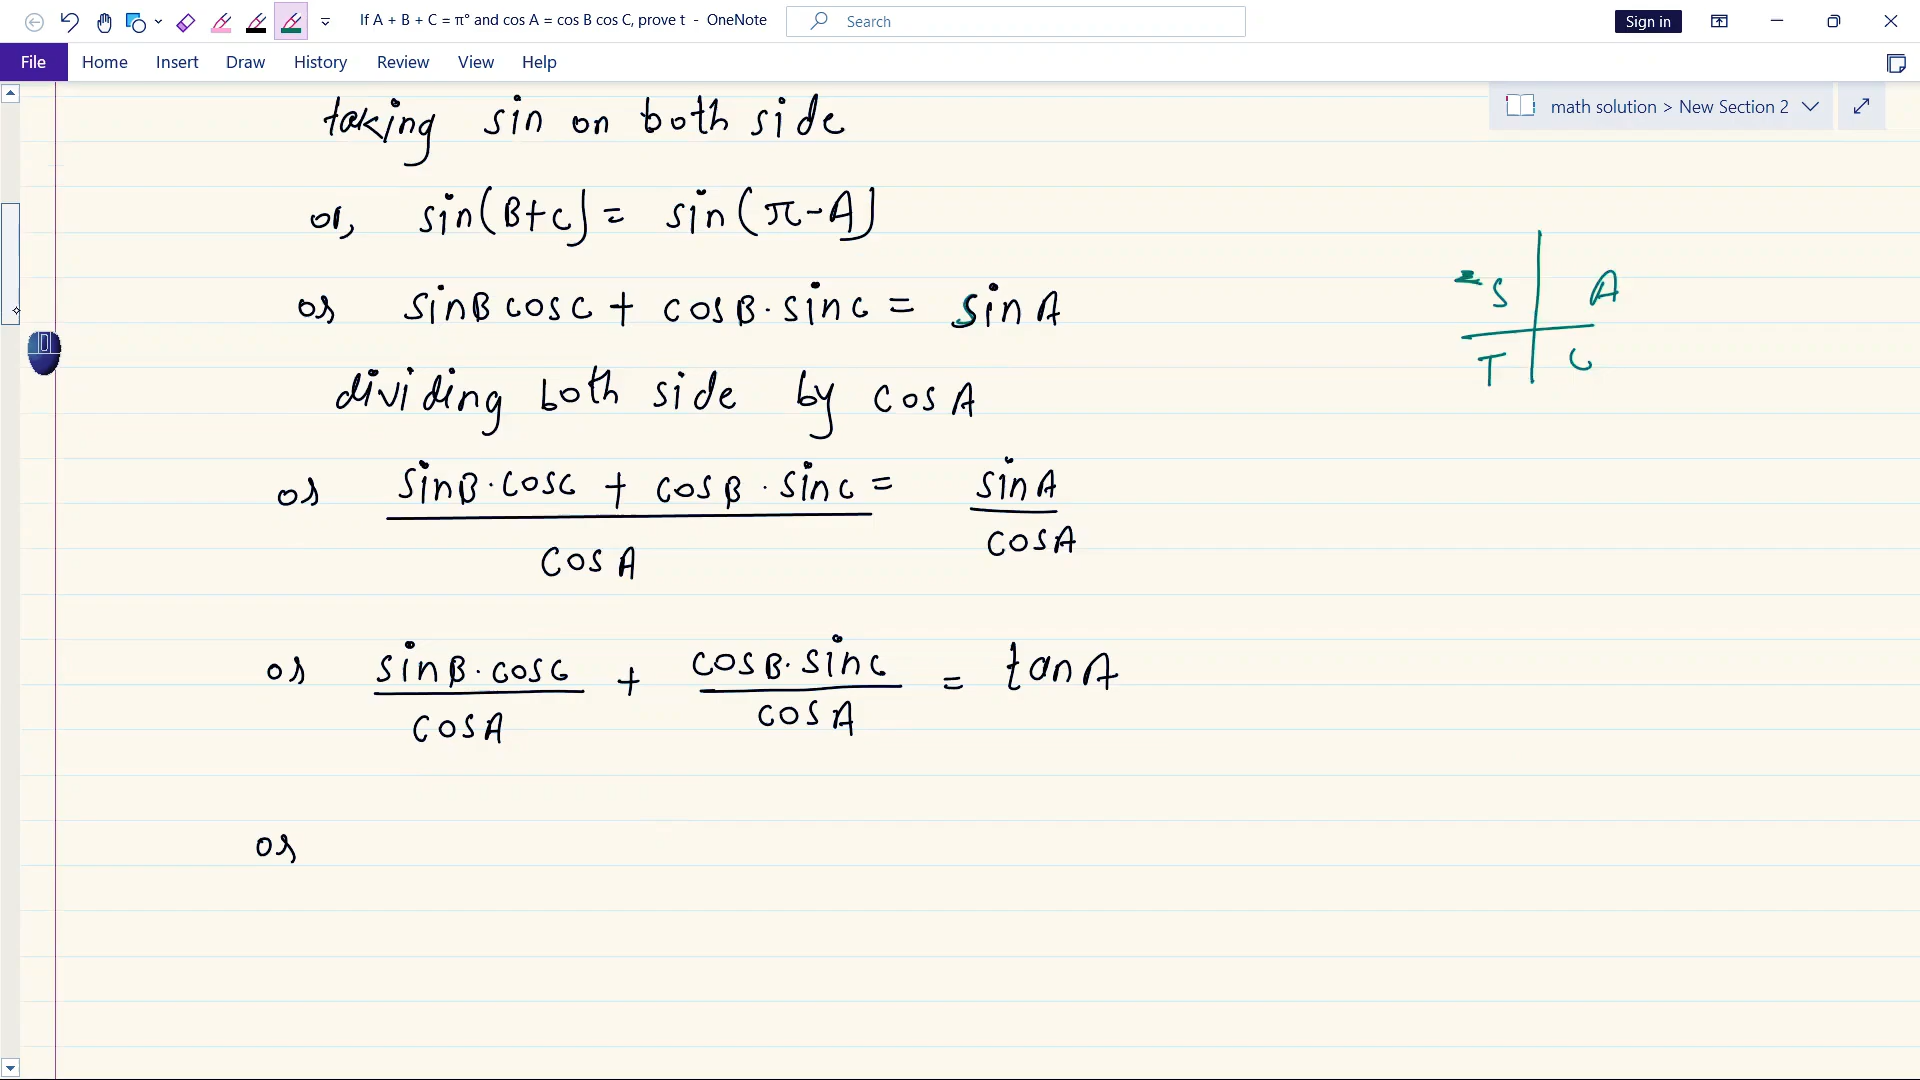 If A + B + C = π° and cos A = cos B cos C, prove t - OneNote
Search
Sign in
File Home Insert Draw History Review View Help
math solution > New Section 2
taking sin on both side
or, sin(B+C) = sin(π-A)
or sinB cosC + cosB · sinC = sin A
dividing both side by cos A
or sinB · cosC + cosB · sinC = sinA
cosA cosA
or sinB · cosC + cosB · sinC = tan A
cosA cosA
or
S A
T C